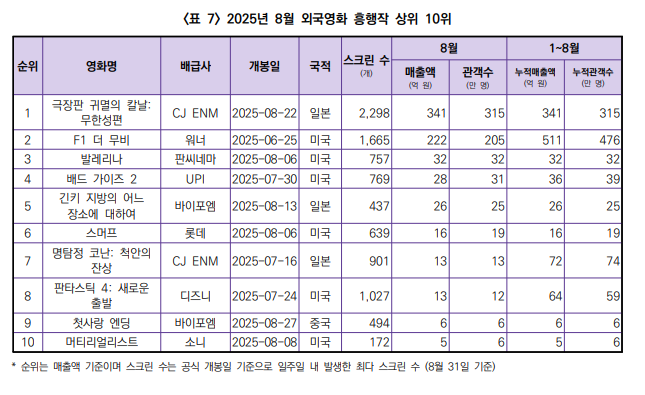 <표 7> 2025년 8월 외국영화 흥행작 상위 10위
순위 영화명 배급사 개봉일 국적 스크린 수 (개) 8월 1~8월
매출액 (억 원) 관객수 (만 명) 누적매출액 (억 원) 누적관객수 (만 명)
1 극장판 귀멸의 칼날: 무한성편 CJ ENM 2025-08-22 일본 2,298 341 315 341 315
2 F1 더 무비 워너 2025-06-25 미국 1,665 222 205 511 476
3 발레리나 판씨네마 2025-08-06 미국 757 32 32 32 32
4 배드 가이즈 2 UPI 2025-07-30 미국 769 28 31 36 39
5 긴키 지방의 어느 장소에 대하여 바이포엠 2025-08-13 일본 437 26 25 26 25
6 스머프 롯데 2025-08-06 미국 639 16 19 16 19
7 명탐정 코난: 척안의 잔상 CJ ENM 2025-07-16 일본 901 13 13 72 74
8 판타스틱 4: 새로운 출발 디즈니 2025-07-24 미국 1,027 13 12 64 59
9 첫사랑 엔딩 바이포엠 2025-08-27 중국 494 6 6 6 6
10 머티리얼리스트 소니 2025-08-08 미국 172 5 6 5 6
* 순위는 매출액 기준이며 스크린 수는 공식 개봉일 기준으로 일주일 내 발생한 최다 스크린 수 (8월 31일 기준)